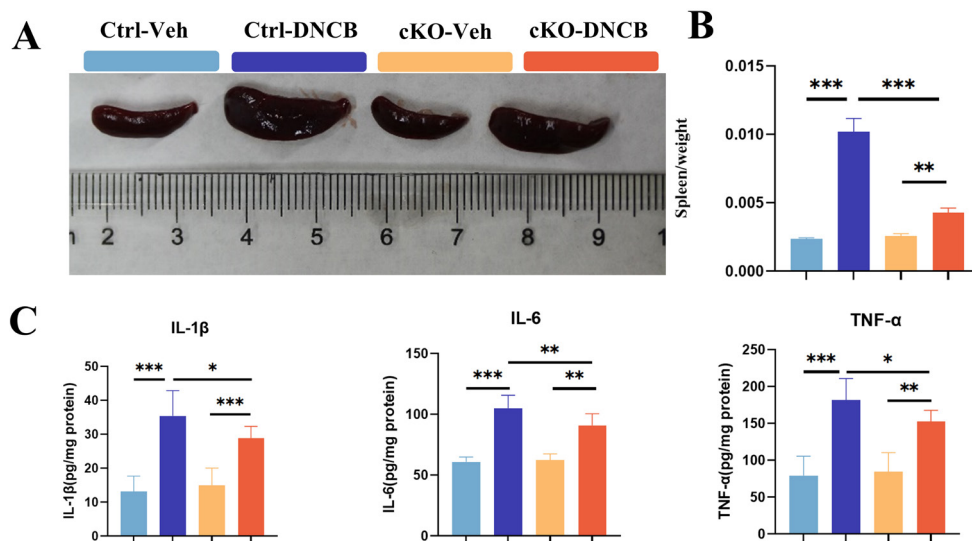 A
Ctrl-Veh
Ctrl-DNCB
cKO-Veh
cKO-DNCB
2 3 4 5 6 7 8 9 1
B
Spleen/weight
0.015
0.010
0.005
0.000
***
***
**
C
IL-1β
IL-1β(pg/mg protein)
50
40
30
20
10
0
***
*
***
IL-6
IL-6(pg/mg protein)
150
100
50
0
***
**
**
TNF-α
TNF-α(pg/mg protein)
250
200
150
100
50
0
***
*
**